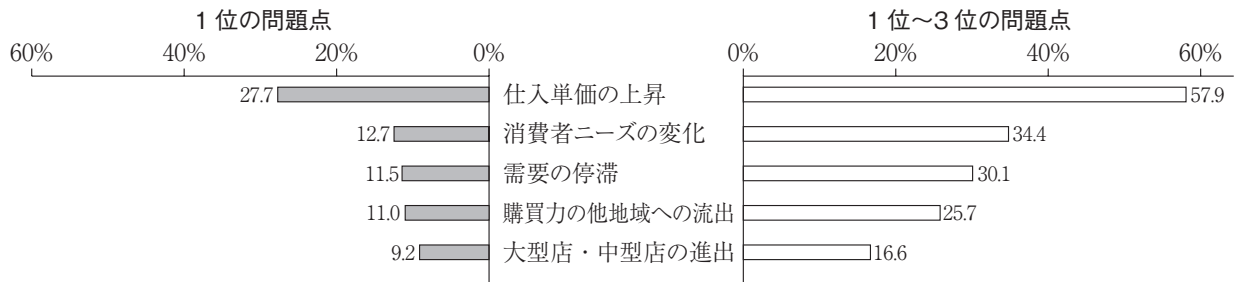 1位の問題点 1位～3位の問題点
60% 40% 20% 0% 0% 20% 40% 60%
27.7 仕入単価の上昇 57.9
12.7 消費者ニーズの変化 34.4
11.5 需要の停滞 30.1
11.0 購買力の他地域への流出 25.7
9.2 大型店・中型店の進出 16.6